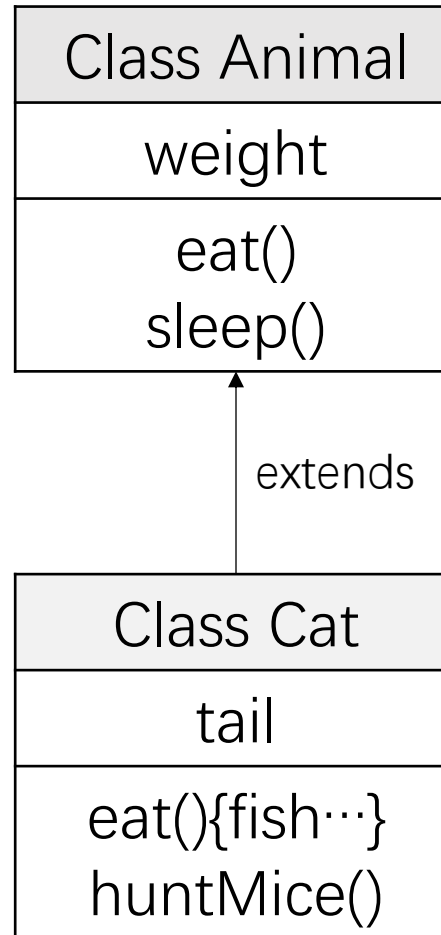 Class Animal
weight
eat()
sleep()
extends
Class Cat
tail
eat(){fish…}
huntMice()